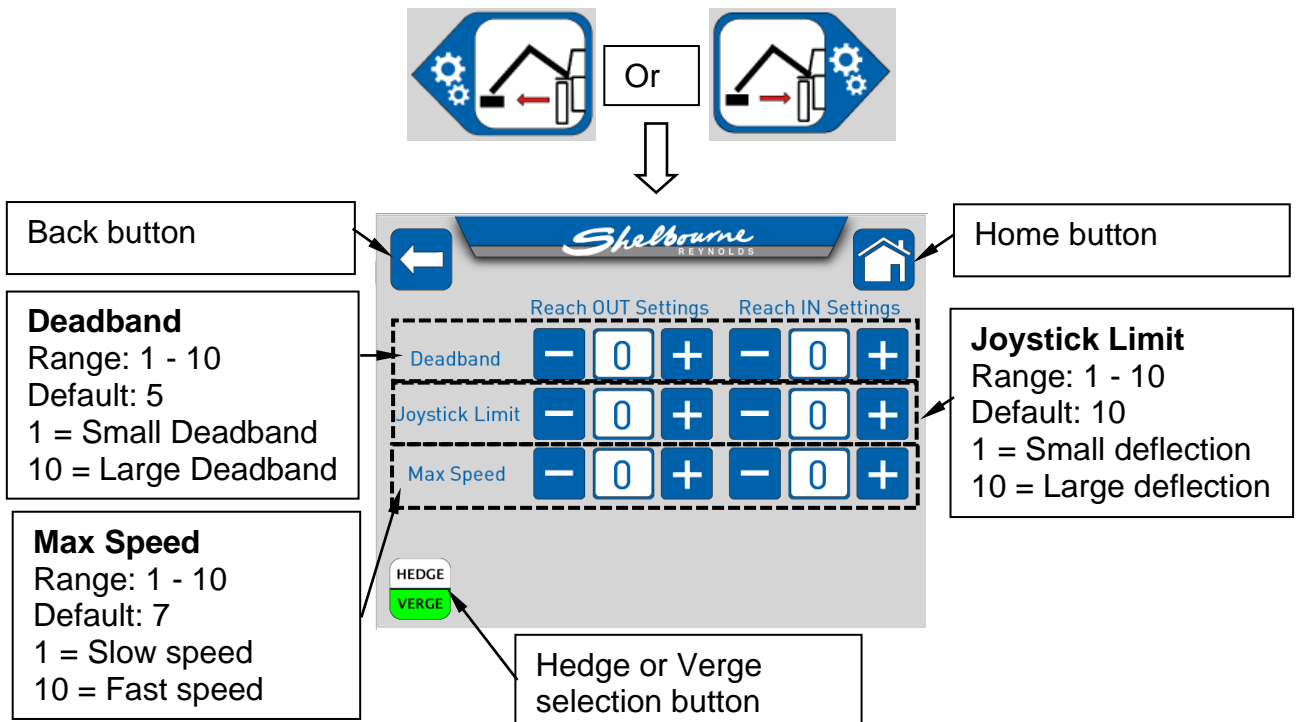 Or
Back button
Shelbourne
REYNOLDS
Home button
Reach OUT Settings Reach IN Settings
Deadband
Range: 1 - 10
Default: 5
1 = Small Deadband
10 = Large Deadband
Deadband − 0 + − 0 +
Joystick Limit − 0 + − 0 +
Max Speed − 0 + − 0 +
Joystick Limit
Range: 1 - 10
Default: 10
1 = Small deflection
10 = Large deflection
Max Speed
Range: 1 - 10
Default: 7
1 = Slow speed
10 = Fast speed
HEDGE
VERGE
Hedge or Verge
selection button